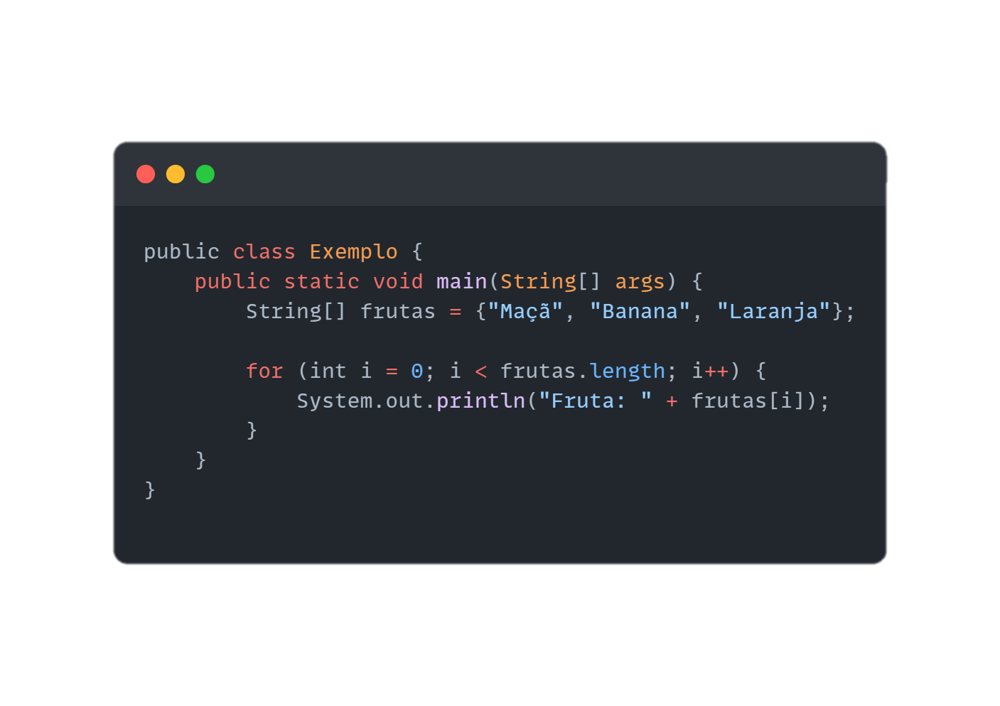 public class Exemplo {
    public static void main(String[] args) {
        String[] frutas = {"Maçã", "Banana", "Laranja"};

        for (int i = 0; i < frutas.length; i++) {
            System.out.println("Fruta: " + frutas[i]);
        }
    }
}